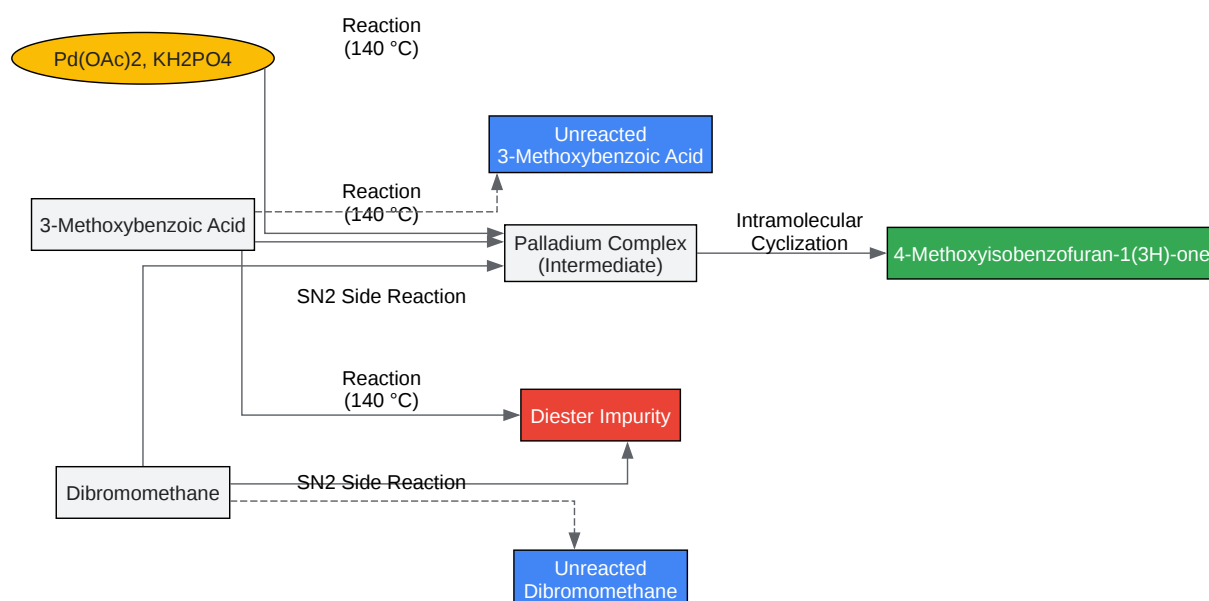 Reaction
(140 °C)
Pd(OAc)2, KH2PO4
Unreacted
3-Methoxybenzoic Acid
Reaction
(140 °C)
3-Methoxybenzoic Acid
Palladium Complex
(Intermediate)
Intramolecular
Cyclization
4-Methoxyisobenzofuran-1(3H)-one
SN2 Side Reaction
Reaction
(140 °C)
Diester Impurity
Dibromomethane
SN2 Side Reaction
Unreacted
Dibromomethane